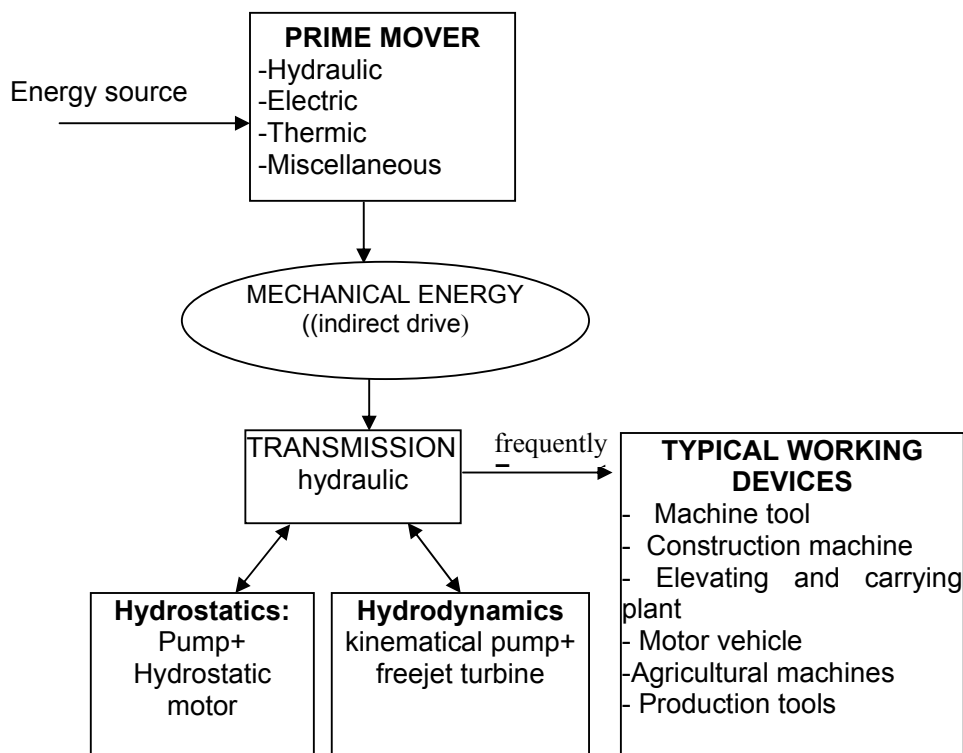 PRIME MOVER
-Hydraulic
-Electric
-Thermic
-Miscellaneous
Energy source
MECHANICAL ENERGY
((indirect drive)
TRANSMISSION
hydraulic
frequently
TYPICAL WORKING
DEVICES
- Machine tool
- Construction machine
- Elevating and carrying
plant
- Motor vehicle
-Agricultural machines
- Production tools
Hydrostatics:
Pump+
Hydrostatic
motor
Hydrodynamics
kinematical pump+
freejet turbine